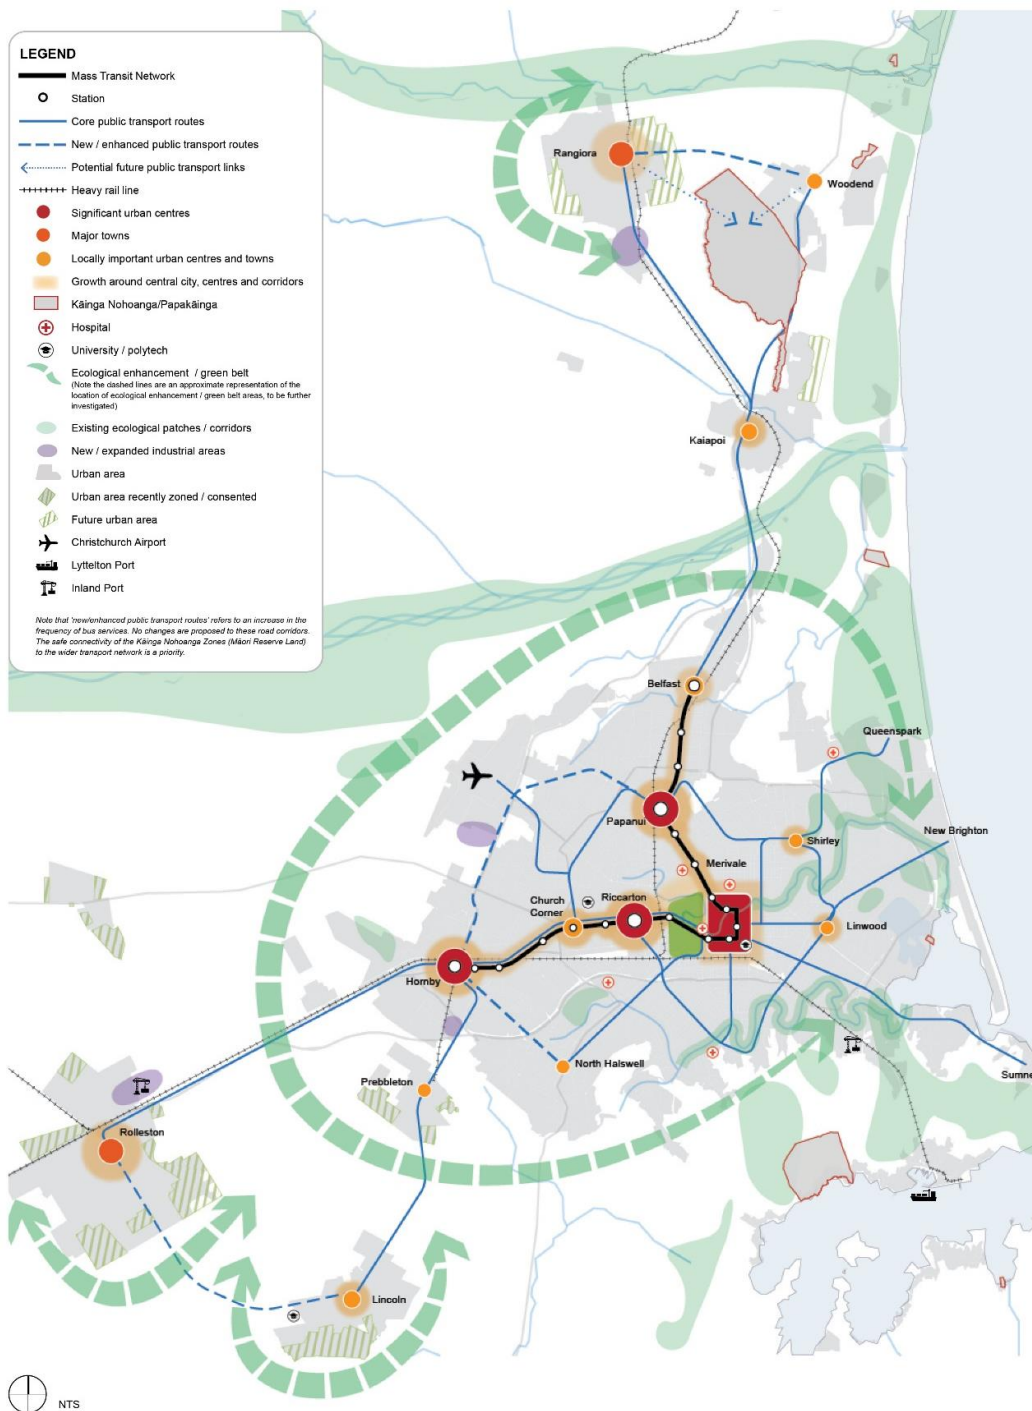 LEGEND
Mass Transit Network
Station
Core public transport routes
New / enhanced public transport routes
Potential future public transport links
Heavy rail line
Significant urban centres
Major towns
Locally important urban centres and towns
Growth around central city, centres and corridors
Kāinga Nohoanga/Papakāinga
Hospital
University / polytech
Ecological enhancement / green belt
(Note the dashed lines are an approximate representation of the
location of ecological enhancement / green belt areas, to be further
investigated)
Existing ecological patches / corridors
New / expanded industrial areas
Urban area
Urban area recently zoned / consented
Future urban area
Christchurch Airport
Lyttelton Port
Inland Port
Note that 'new/enhanced public transport routes' refers to an increase in the
frequency of bus services. No changes are proposed to these road corridors.
The safe connectivity of the Kāinga Nohoanga Zones (Māori Reserve Land)
to the wider transport network is a priority.
Rangiora
Woodend
Kaiapoi
Belfast
Queenspark
Papanui
New Brighton
Shirley
Merivale
Church
Corner
Riccarton
Linwood
Hornby
North Halswell
Prebbleton
Sumne
Rolleston
Lincoln
NTS